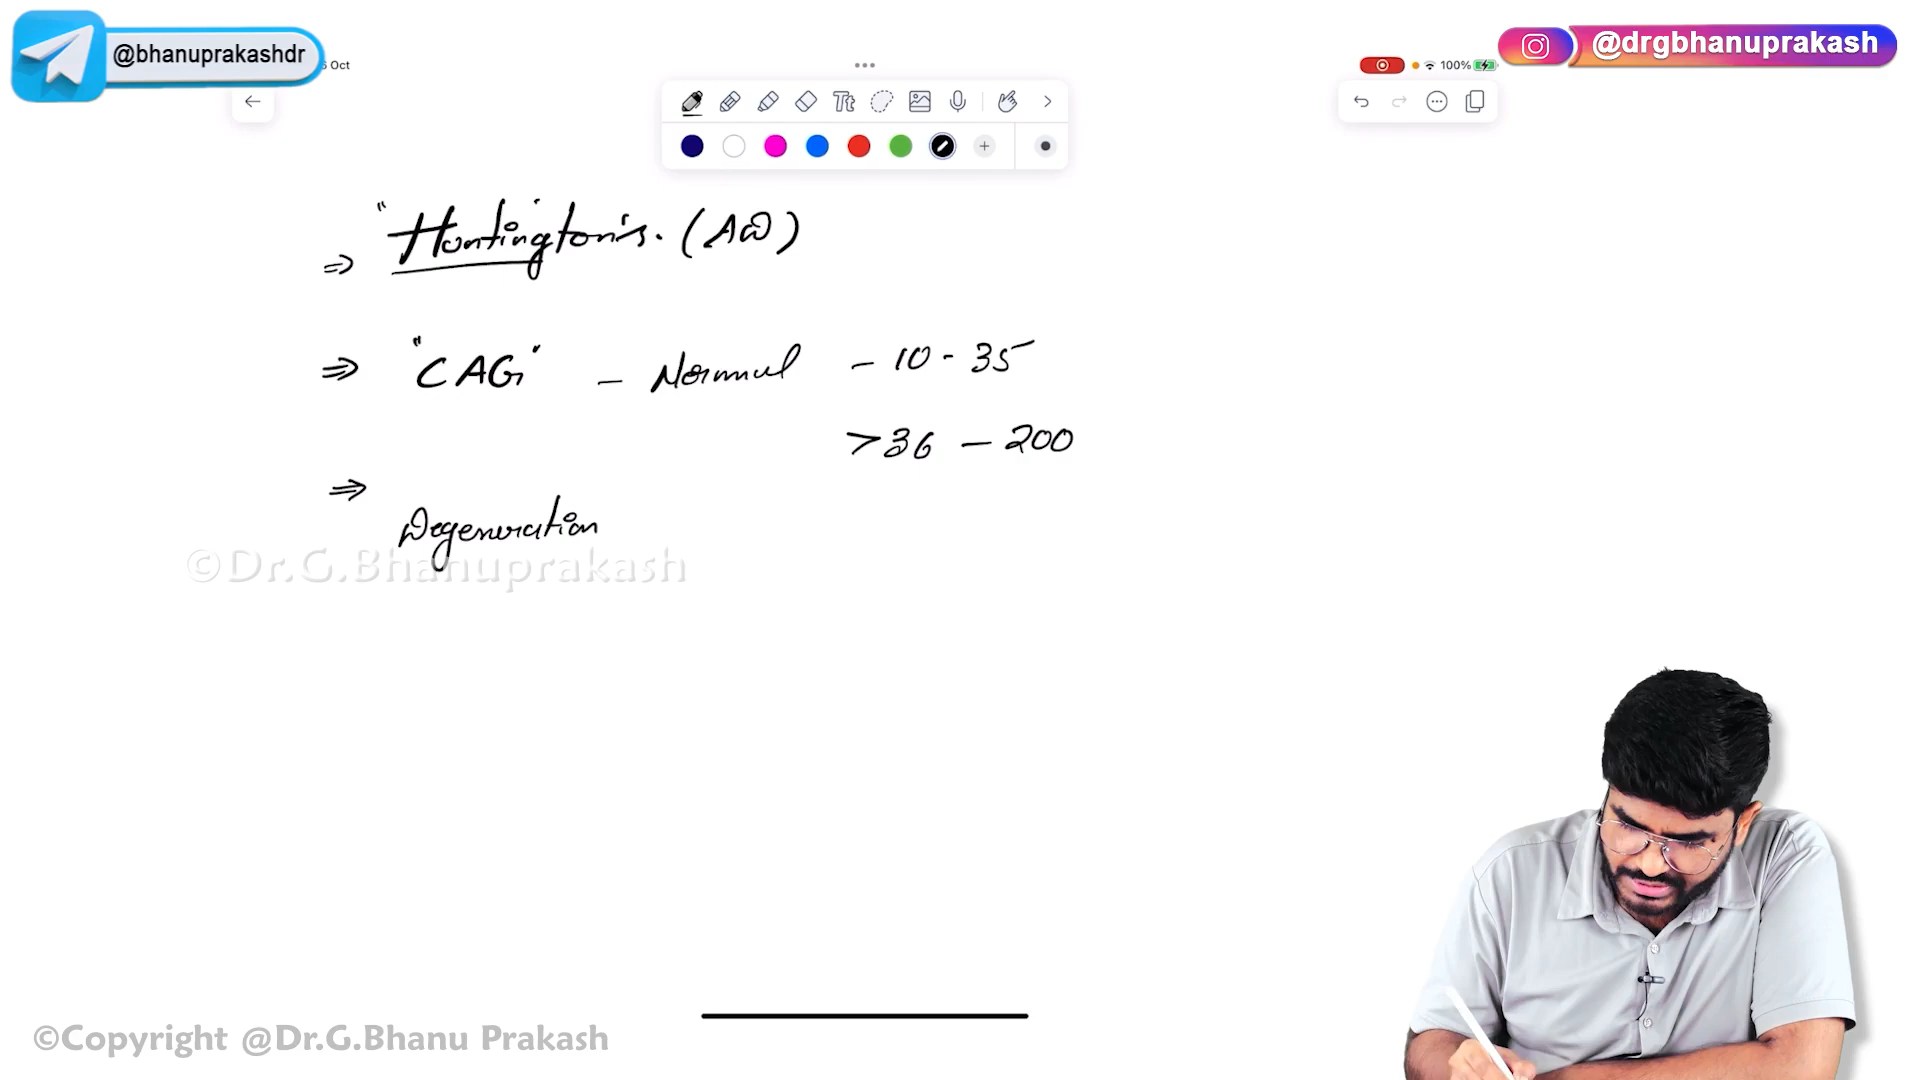 @bhanuprakashdr
@drgbhanuprakash
Oct
100%
Tt
"Huntington's. (AD)
⇒
⇒ "CAG" - Normal - 10 - 35
>36 - 200
⇒
Degeneration
©Dr.G.Bhanuprakash
©Copyright @Dr.G.Bhanu Prakash